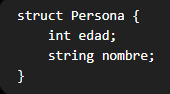 struct Persona {
    int edad;
    string nombre;
}